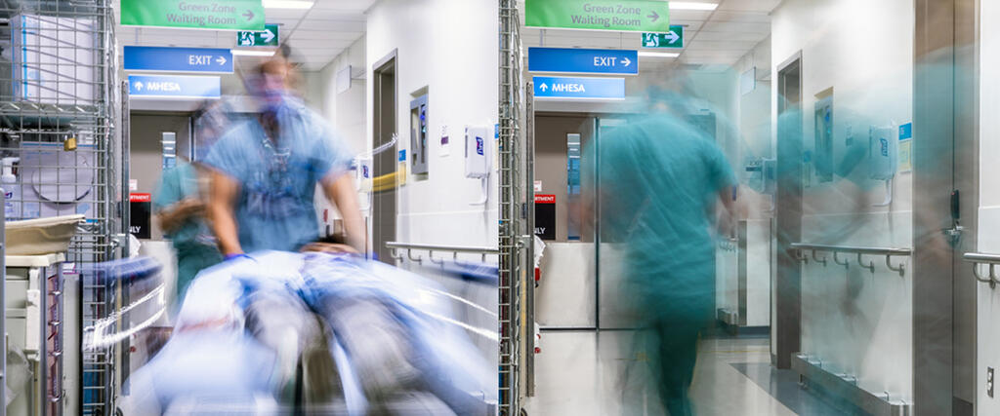 Green Zone
Waiting Room
EXIT
MHESA
Green Zone
Waiting Room
EXIT
MHESA